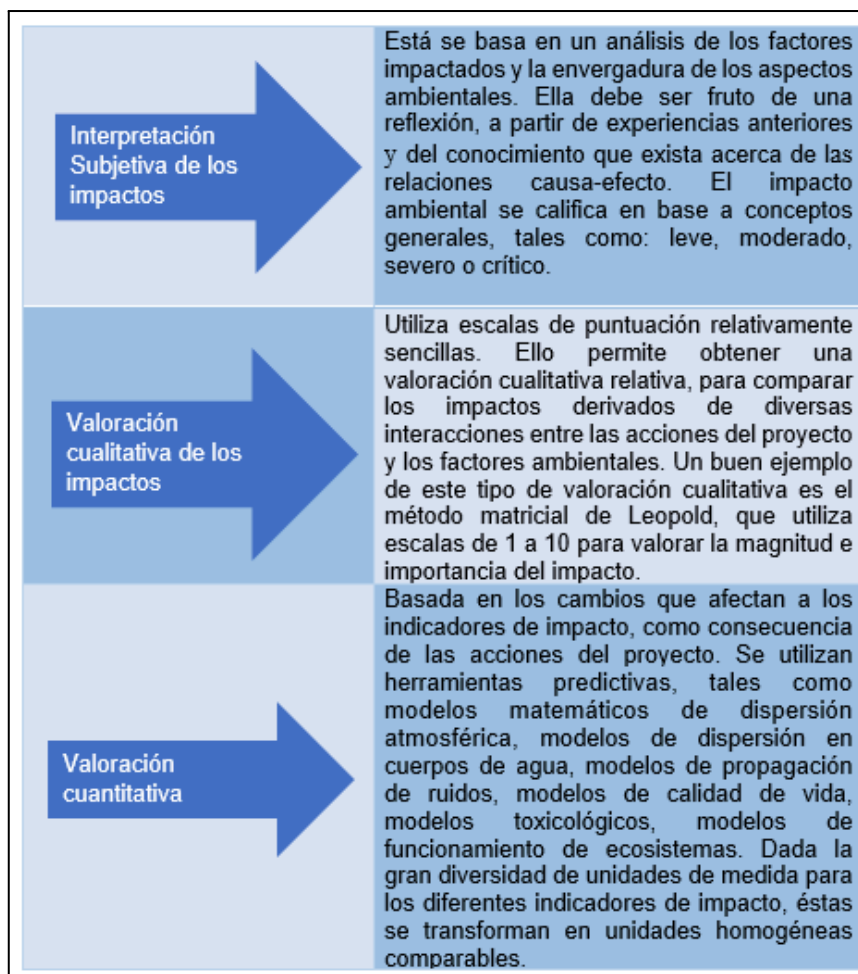 Interpretación
Subjetiva de los
impactos
Está se basa en un análisis de los factores
impactados y la envergadura de los aspectos
ambientales. Ella debe ser fruto de una
reflexión, a partir de experiencias anteriores
y del conocimiento que exista acerca de las
relaciones causa-efecto. El impacto
ambiental se califica en base a conceptos
generales, tales como: leve, moderado,
severo o crítico.
Valoración
cualitativa de los
impactos
Utiliza escalas de puntuación relativamente
sencillas. Ello permite obtener una
valoración cualitativa relativa, para comparar
los impactos derivados de diversas
interacciones entre las acciones del proyecto
y los factores ambientales. Un buen ejemplo
de este tipo de valoración cualitativa es el
método matricial de Leopold, que utiliza
escalas de 1 a 10 para valorar la magnitud e
importancia del impacto.
Valoración
cuantitativa
Basada en los cambios que afectan a los
indicadores de impacto, como consecuencia
de las acciones del proyecto. Se utilizan
herramientas predictivas, tales como
modelos matemáticos de dispersión
atmosférica, modelos de dispersión en
cuerpos de agua, modelos de propagación
de ruidos, modelos de calidad de vida,
modelos toxicológicos, modelos de
funcionamiento de ecosistemas. Dada la
gran diversidad de unidades de medida para
los diferentes indicadores de impacto, éstas
se transforman en unidades homogéneas
comparables.